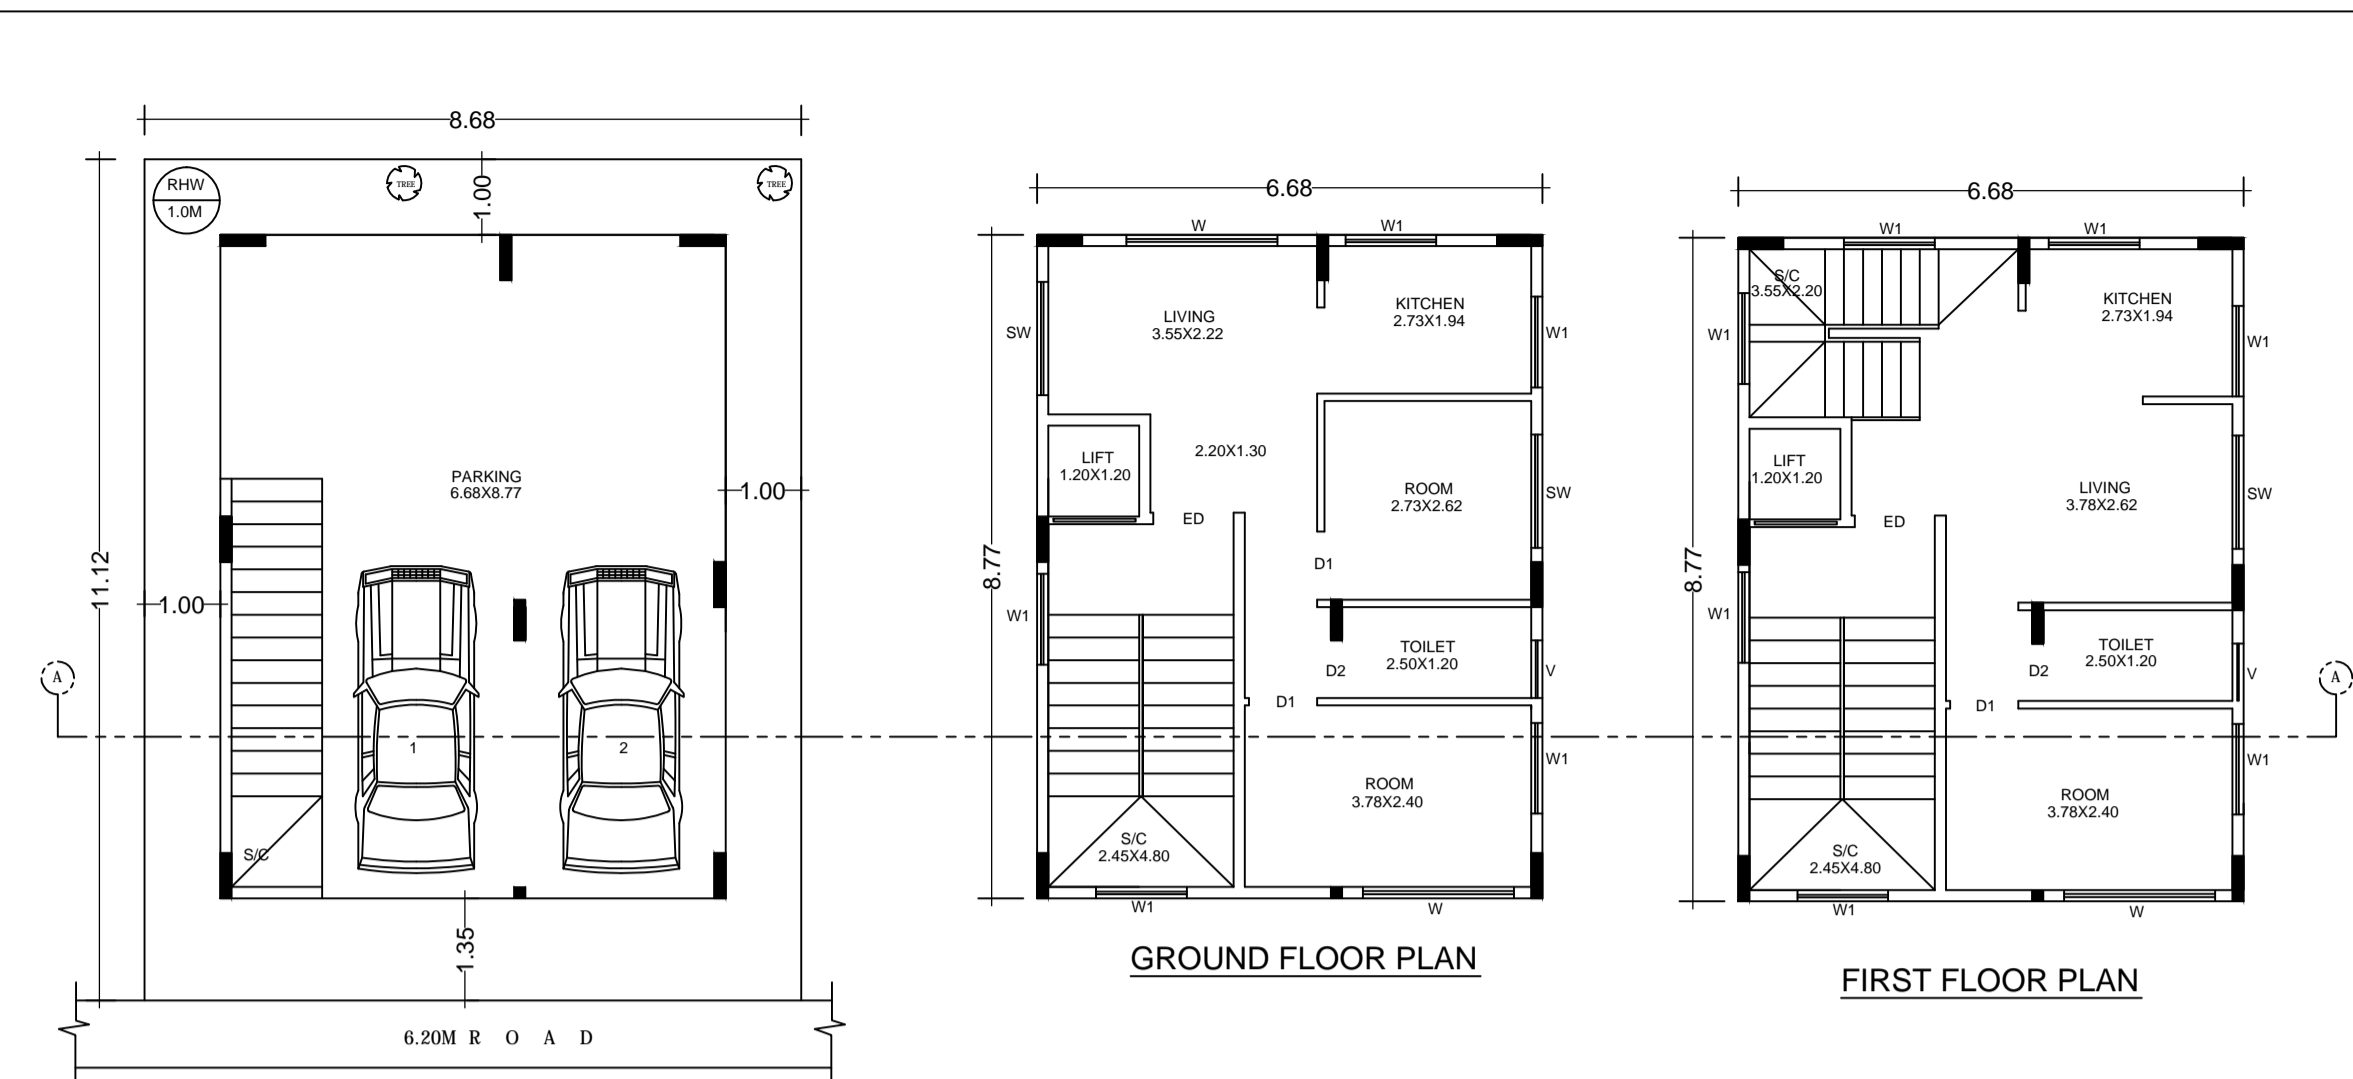 8.68
RHW
1.0M
TREE
TREE
1.00
PARKING
6.68X8.77
1.00
11.12
1.00
A
1
2
S/C
1.35
6.20M R O A D
6.68
W
W1
LIVING
3.55X2.22
KITCHEN
2.73X1.94
SW
W1
2.20X1.30
LIFT
1.20X1.20
ROOM
2.73X2.62
SW
ED
8.77
D1
W1
TOILET
2.50X1.20
D2
V
D1
W1
ROOM
3.78X2.40
S/C
2.45X4.80
W1
W
GROUND FLOOR PLAN
6.68
W1
W1
S/C
3.55X2.20
KITCHEN
2.73X1.94
W1
W1
LIFT
1.20X1.20
LIVING
3.78X2.62
SW
ED
8.77
W1
TOILET
2.50X1.20
D2
V
A
D1
W1
ROOM
3.78X2.40
S/C
2.45X4.80
W1
W
FIRST FLOOR PLAN